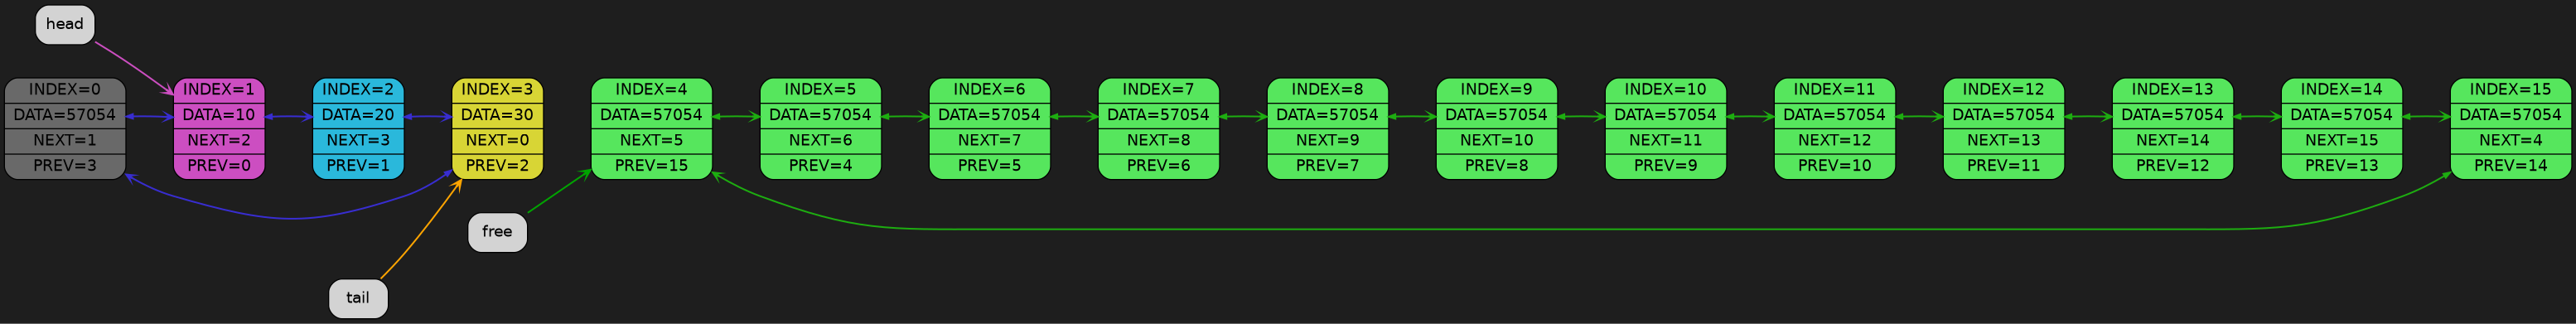 head
INDEX=0
DATA=57054
NEXT=1
PREV=3
INDEX=1
DATA=10
NEXT=2
PREV=0
INDEX=2
DATA=20
NEXT=3
PREV=1
INDEX=3
DATA=30
NEXT=0
PREV=2
INDEX=4
DATA=57054
NEXT=5
PREV=15
INDEX=5
DATA=57054
NEXT=6
PREV=4
INDEX=6
DATA=57054
NEXT=7
PREV=5
INDEX=7
DATA=57054
NEXT=8
PREV=6
INDEX=8
DATA=57054
NEXT=9
PREV=7
INDEX=9
DATA=57054
NEXT=10
PREV=8
INDEX=10
DATA=57054
NEXT=11
PREV=9
INDEX=11
DATA=57054
NEXT=12
PREV=10
INDEX=12
DATA=57054
NEXT=13
PREV=11
INDEX=13
DATA=57054
NEXT=14
PREV=12
INDEX=14
DATA=57054
NEXT=15
PREV=13
INDEX=15
DATA=57054
NEXT=4
PREV=14
free
tail